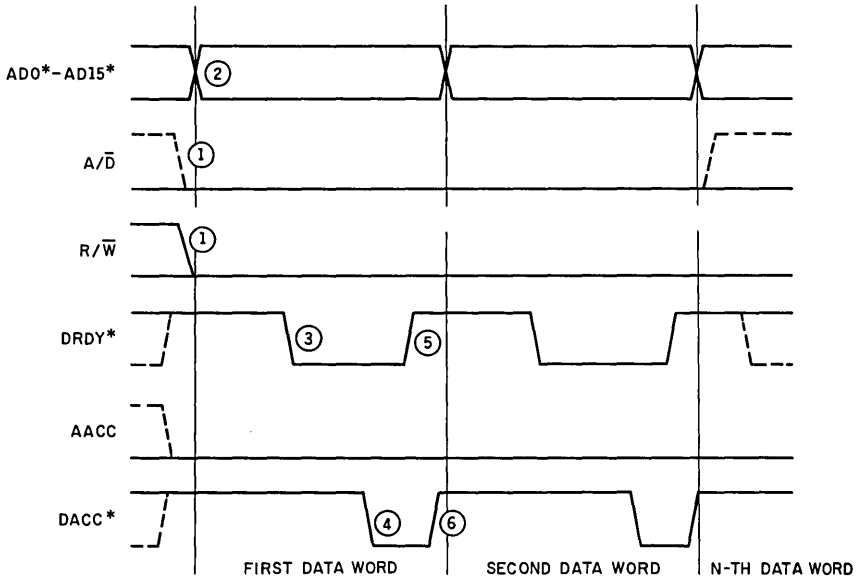 AD0*-AD15*
2
A/D̅
1
R/W̅
1
DRDY*
3
5
AACC
DACC*
4
6
FIRST DATA WORD
SECOND DATA WORD
N-TH DATA WORD